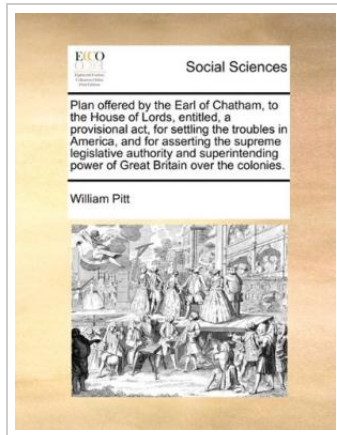 ECCO
Social Sciences
Plan offered by the Earl of Chatham, to
the House of Lords, entitled, a
provisional act, for settling the troubles in
America, and for asserting the supreme
legislative authority and superintending
power of Great Britain over the colonies.
William Pitt